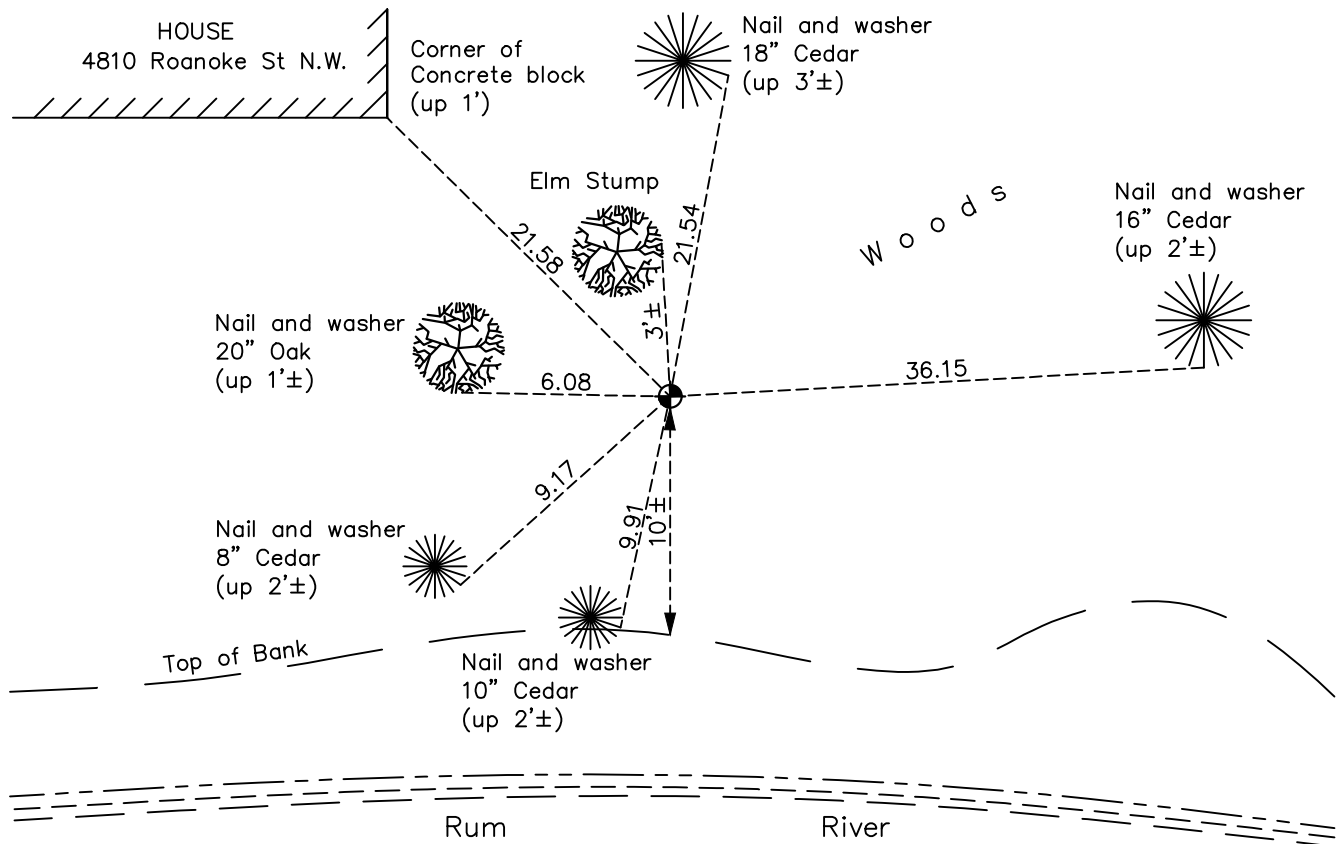 HOUSE
4810 Roanoke St N.W.
Corner of
Concrete block
(up 1')
Nail and washer
18" Cedar
(up 3'±)
Elm Stump
Woods
Nail and washer
16" Cedar
(up 2'±)
21.58
21.54
3'±
Nail and washer
20" Oak
(up 1'±)
6.08
36.15
9.17
9.91
10'±
Nail and washer
8" Cedar
(up 2'±)
Top of Bank
Nail and washer
10" Cedar
(up 2'±)
Rum River